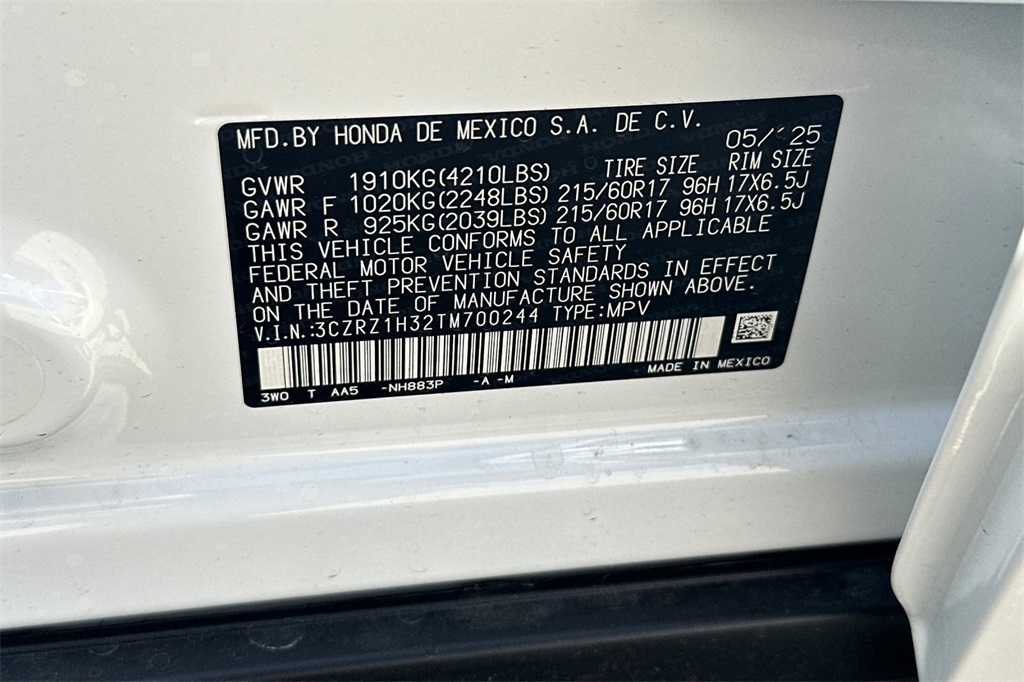 MFD.BY HONDA DE MEXICO S.A. DE C.V. 05/'25
TIRE SIZE RIM SIZE
GVWR 1910KG(4210LBS)
GAWR F 1020KG(2248LBS) 215/60R17 96H 17X6.5J
GAWR R 925KG(2039LBS) 215/60R17 96H 17X6.5J
THIS VEHICLE CONFORMS TO ALL APPLICABLE
FEDERAL MOTOR VEHICLE SAFETY
AND THEFT PREVENTION STANDARDS IN EFFECT
ON THE DATE OF MANUFACTURE SHOWN ABOVE.
V.I.N.:3CZRZ1H32TM700244 TYPE:MPV
MADE IN MEXICO
3W0 T AA5 -NH883P -A -M